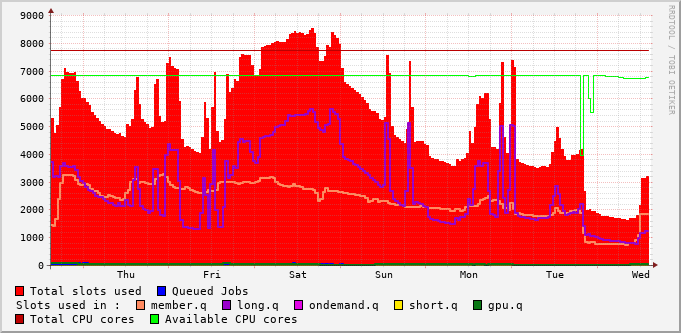 RRDTOOL / TOBI OETIKER
9000
8000
7000
6000
5000
4000
3000
2000
1000
0
Thu Fri Sat Sun Mon Tue Wed
Total slots used Queued Jobs
Slots used in : member.q long.q ondemand.q short.q gpu.q
Total CPU cores Available CPU cores